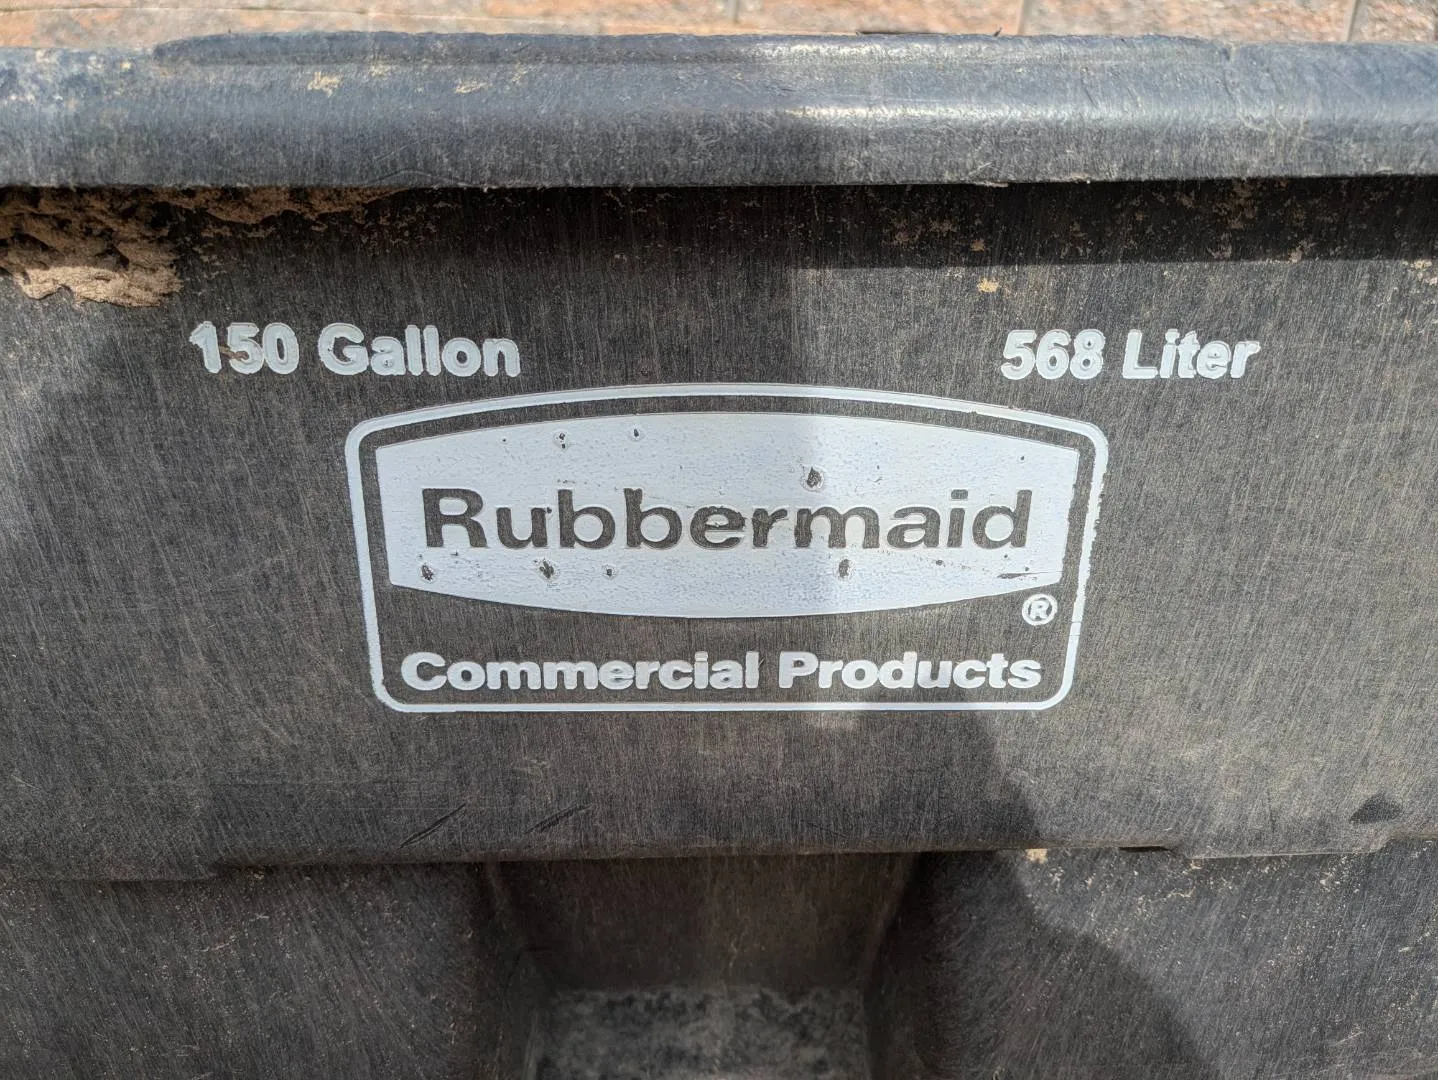 150 Gallon 568 Liter
Rubbermaid
®
Commercial Products